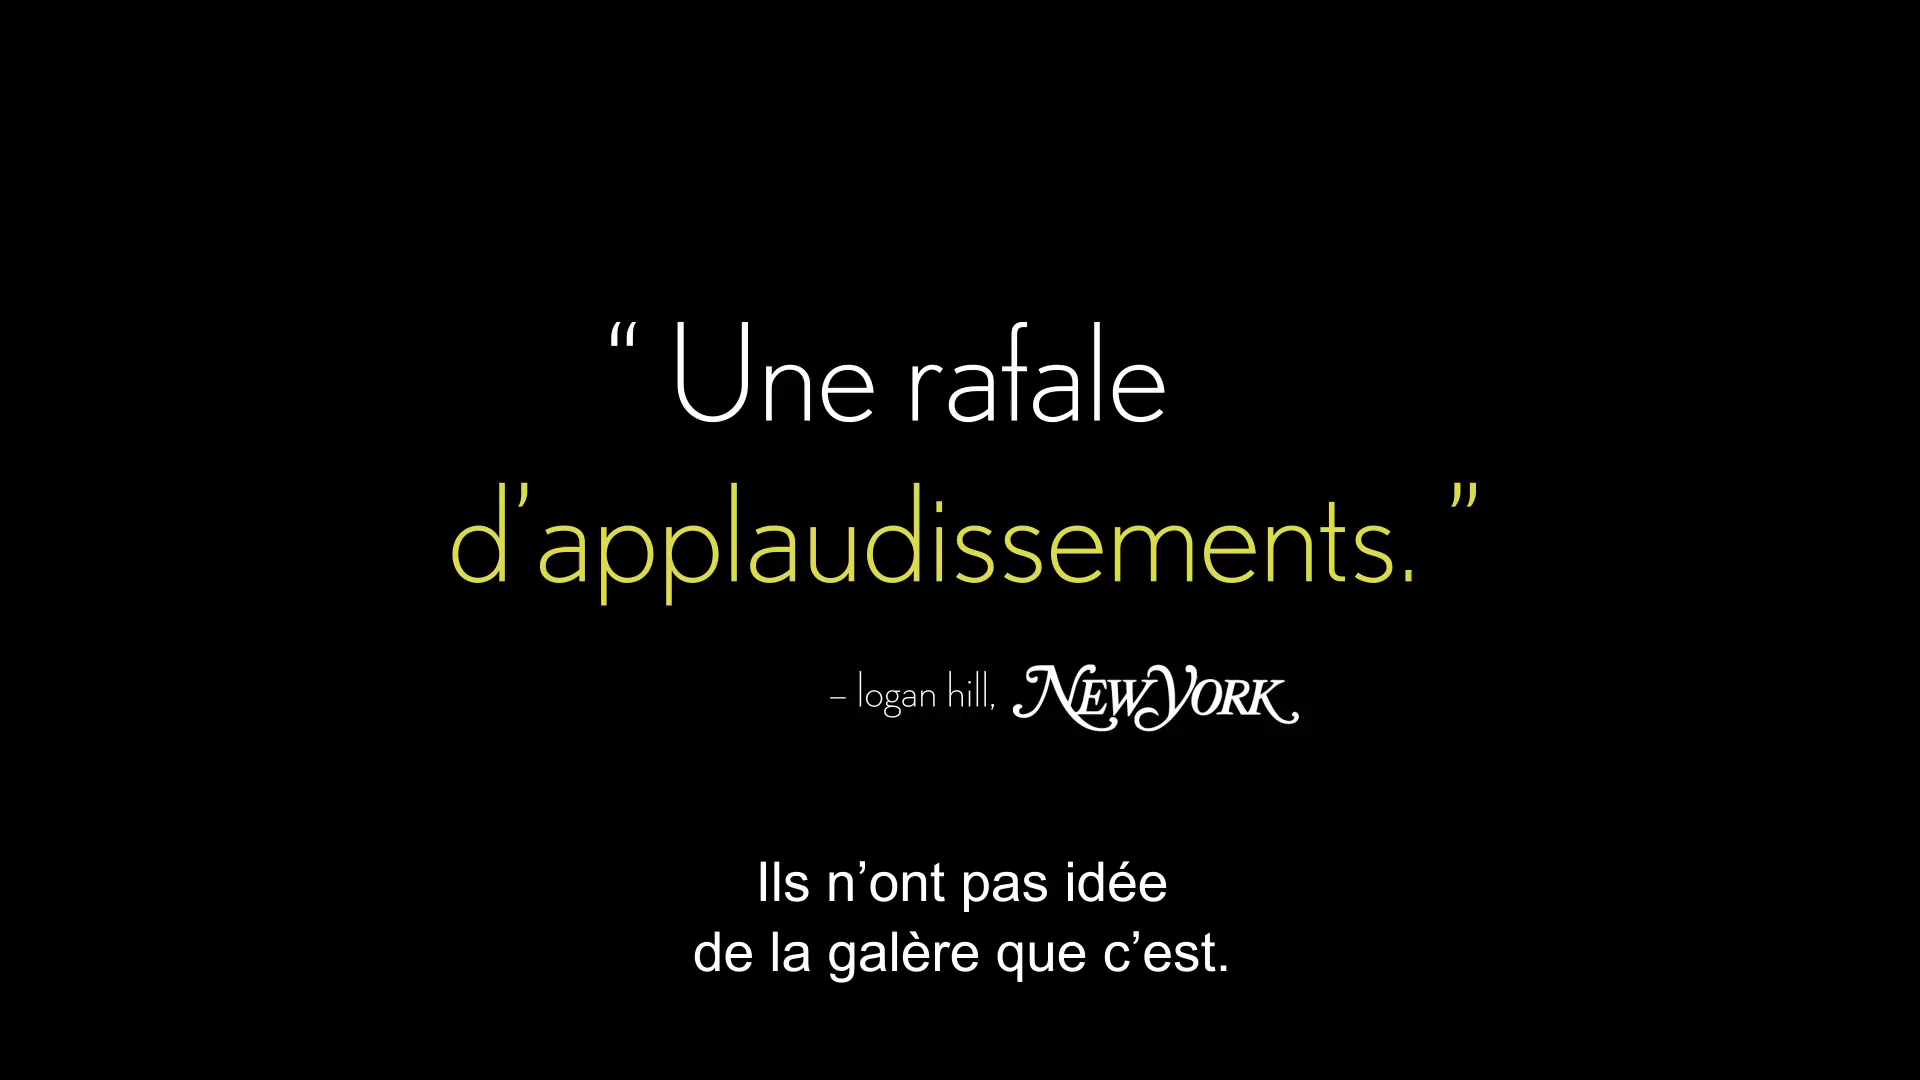 “ Une rafale
d’applaudissements. ”
– logan hill, NEW YORK
Ils n’ont pas idée
de la galère que c’est.